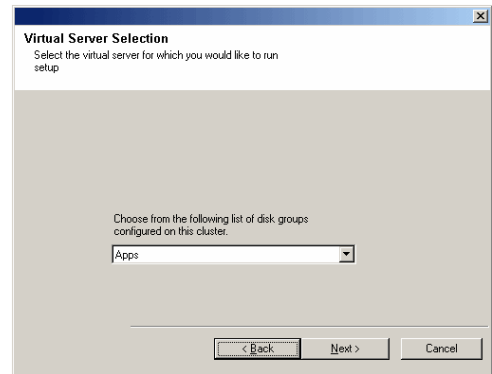 Virtual Server Selection
Select the virtual server for which you would like to run
setup
Choose from the following list of disk groups
configured on this cluster.
Apps
< Back
Next >
Cancel